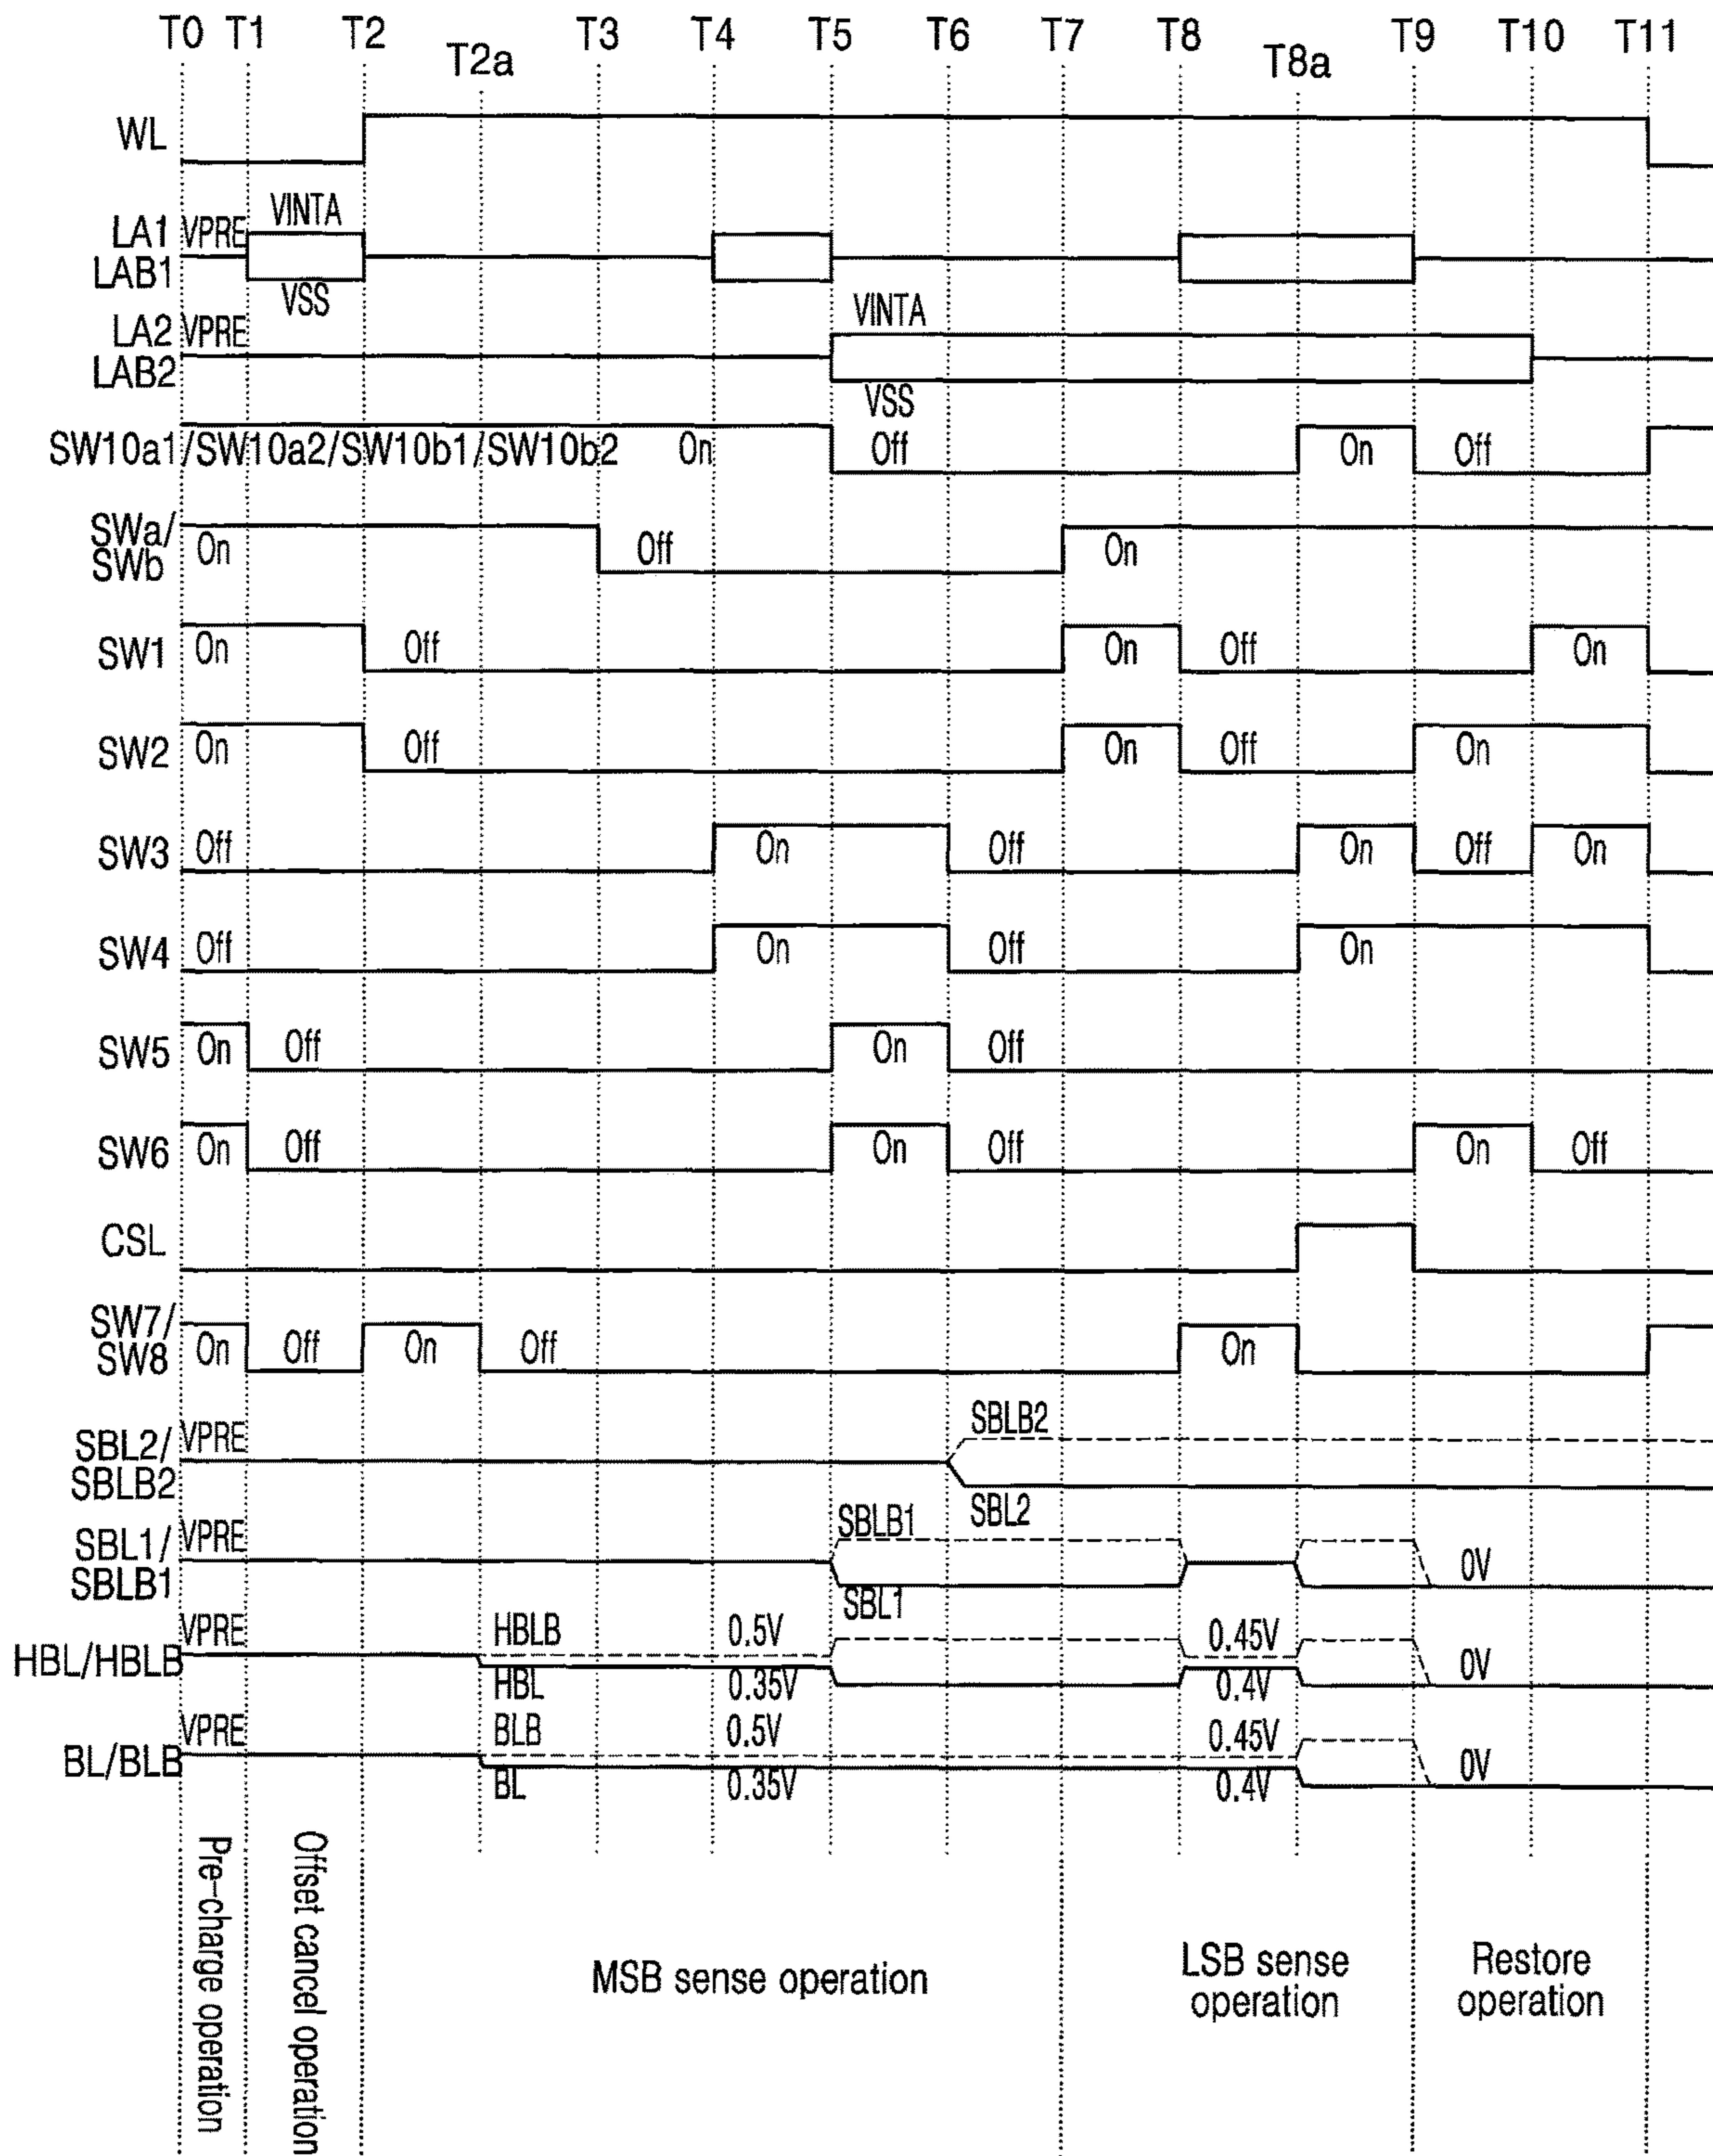 T0 T1 T2 T2a T3 T4 T5 T6 T7 T8 T8a T9 T10 T11
WL
LA1 VPRE VINTA
LAB1
VSS
LA2 VPRE VINTA
LAB2
VSS
SW10a1/SW10a2/SW10b1/SW10b2 On Off On Off
SWa/
SWb On Off On
SW1 On Off On Off On
SW2 On Off On Off On
SW3 Off On Off On Off On
SW4 Off On Off On
SW5 On Off On Off
SW6 On Off On Off On Off
CSL
SW7/
SW8 On Off On Off On
SBL2/ VPRE SBLB2
SBLB2
SBL2
SBL1/ VPRE SBLB1
SBLB1 0V
SBL1
VPRE HBLB 0.5V 0.45V
HBL/HBLB 0V
HBL 0.35V 0.4V
VPRE BLB 0.5V 0.45V
BL/BLB 0V
BL 0.35V 0.4V
Pre-charge operation
Offset cancel operation
MSB sense operation
LSB sense
operation
Restore
operation